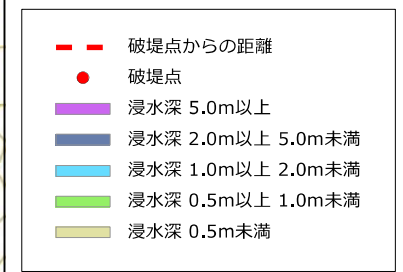 破堤点からの距離
破堤点
浸水深 5.0m以上
浸水深 2.0m以上 5.0m未満
浸水深 1.0m以上 2.0m未満
浸水深 0.5m以上 1.0m未満
浸水深 0.5m未満